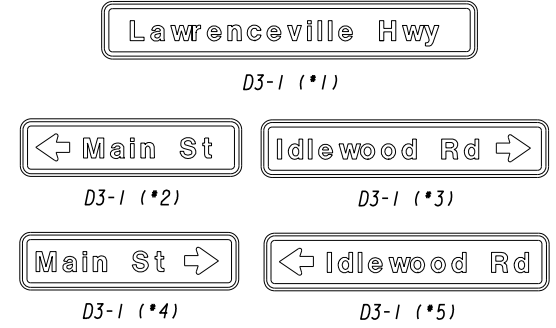 Lawrenceville Hwy
D3-1 (#1)
← Main St
Idlewood Rd →
D3-1 (#2)
D3-1 (#3)
Main St →
← Idlewood Rd
D3-1 (#4)
D3-1 (#5)